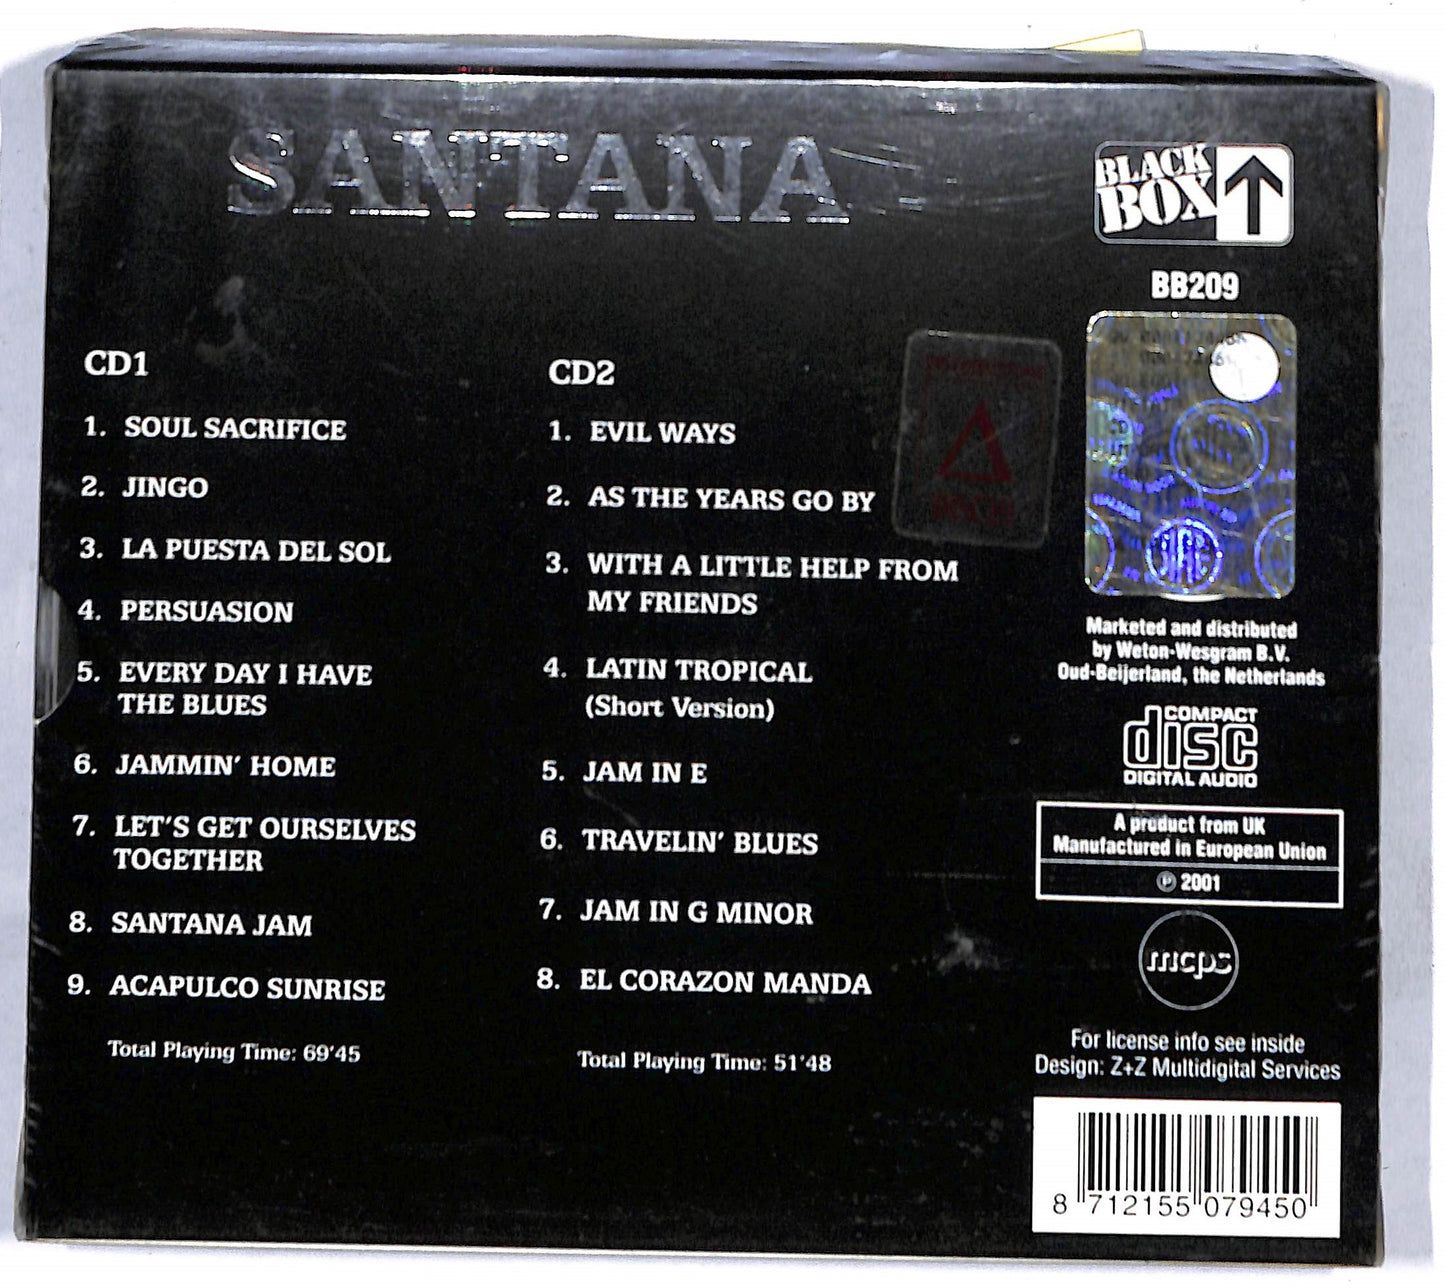 SANTANA
BLACK
BOX
BB209
CD1
1. SOUL SACRIFICE
2. JINGO
3. LA PUESTA DEL SOL
4. PERSUASION
5. EVERY DAY I HAVE
THE BLUES
6. JAMMIN' HOME
7. LET'S GET OURSELVES
TOGETHER
8. SANTANA JAM
9. ACAPULCO SUNRISE
Total Playing Time: 69'45
CD2
1. EVIL WAYS
2. AS THE YEARS GO BY
3. WITH A LITTLE HELP FROM
MY FRIENDS
4. LATIN TROPICAL
(Short Version)
5. JAM IN E
6. TRAVELIN' BLUES
7. JAM IN G MINOR
8. EL CORAZON MANDA
Total Playing Time: 51'48
Marketed and distributed
by Weton-Wesgram B.V.
Oud-Beijerland, the Netherlands
COMPACT
disc
DIGITAL AUDIO
A product from UK
Manufactured in European Union
℗ 2001
mcps
For license info see inside
Design: Z+Z Multidigital Services
8 712155 079450